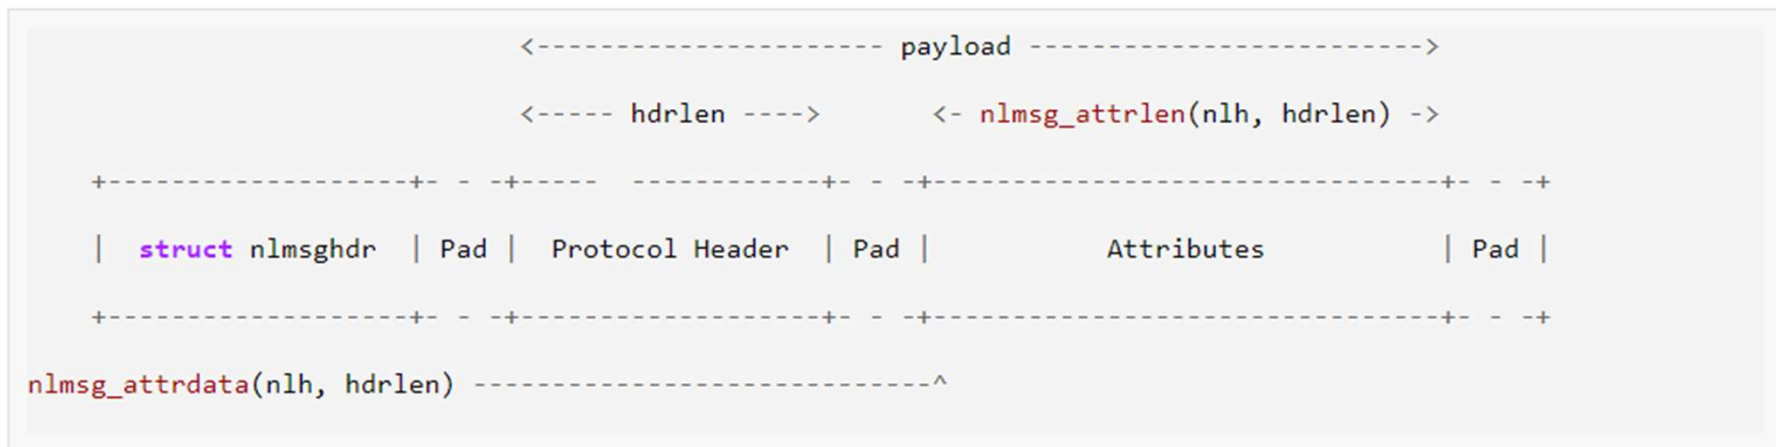 <---------------------- payload ------------------------->
<----- hdrlen ----> <- nlmsg_attrlen(nlh, hdrlen) ->
+-------------------+- - -+----- ------------+- - -+--------------------------------+- - -+
| struct nlmsghdr | Pad | Protocol Header | Pad | Attributes | Pad |
+-------------------+- - -+-------------------+- - -+--------------------------------+- - -+
nlmsg_attrdata(nlh, hdrlen) -----------------------------^